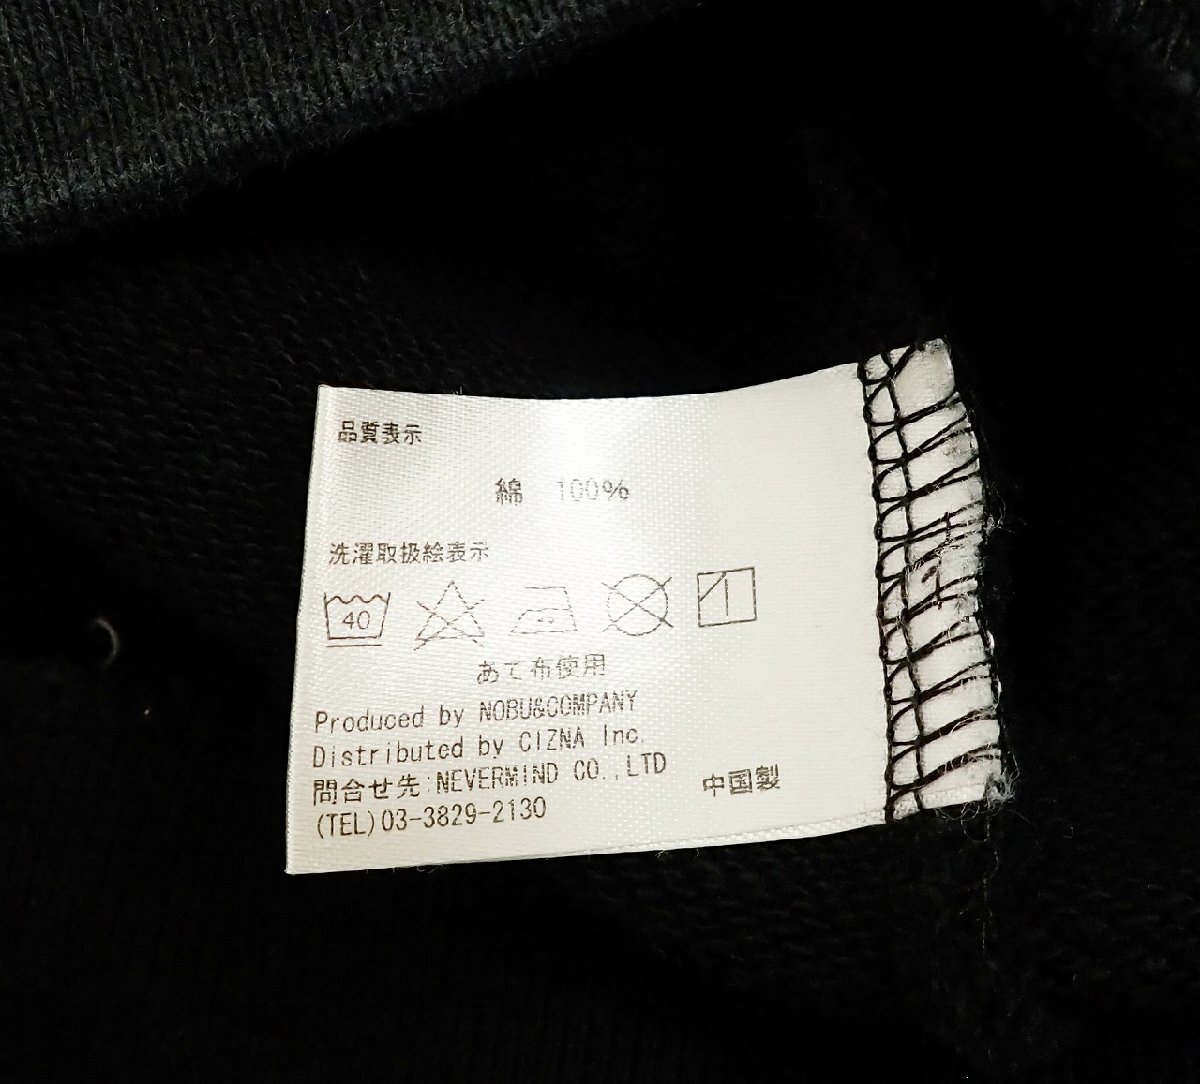 品質表示
綿 100%
洗濯取扱絵表示
40
あて布使用
Produced by NOBU&COMPANY
Distributed by CIZNA Inc.
問合せ先:NEVERMIND CO.,LTD
中国製
(TEL)03-3829-2130